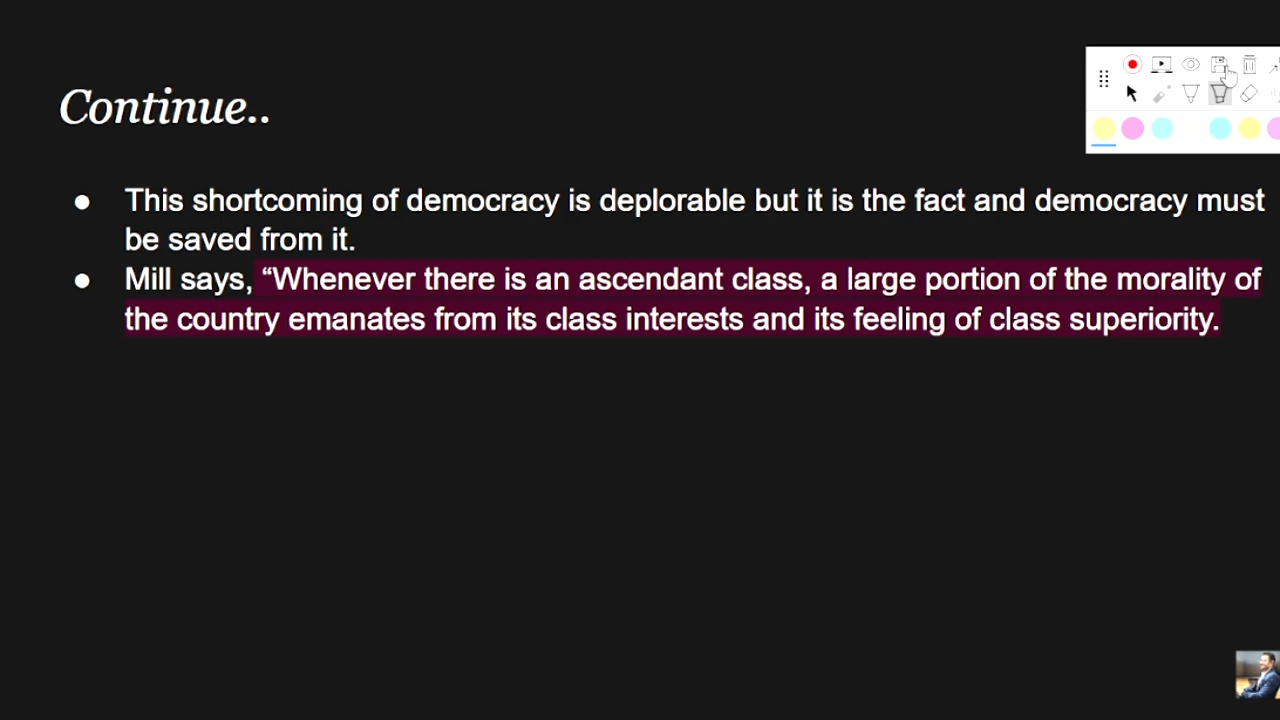 Continue..
● This shortcoming of democracy is deplorable but it is the fact and democracy must
be saved from it.
● Mill says, “Whenever there is an ascendant class, a large portion of the morality of
the country emanates from its class interests and its feeling of class superiority.